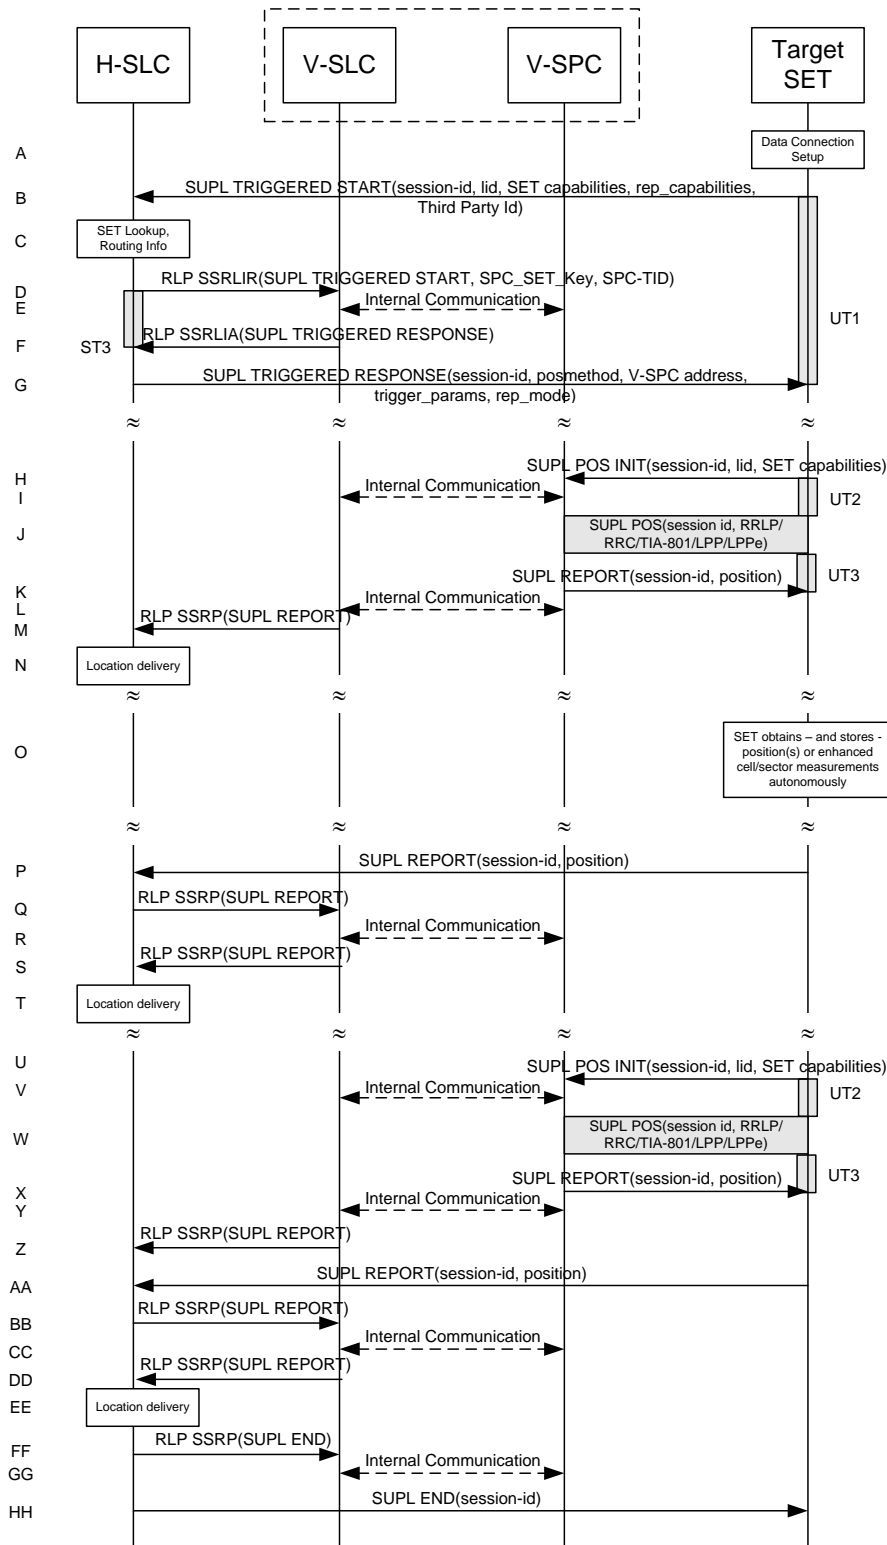 H-SLC
V-SLC
V-SPC
Target
SET
A
Data Connection
Setup
B
SUPL TRIGGERED START(session-id, lid, SET capabilities, rep_capabilities,
Third Party Id)
C
SET Lookup,
Routing Info
D
RLP SSRLIR(SUPL TRIGGERED START, SPC_SET_Key, SPC-TID)
E
Internal Communication
UT1
F
ST3
RLP SSRLIA(SUPL TRIGGERED RESPONSE)
G
SUPL TRIGGERED RESPONSE(session-id, posmethod, V-SPC address,
trigger_params, rep_mode)
≈ ≈ ≈ ≈
H
SUPL POS INIT(session-id, lid, SET capabilities)
I
Internal Communication
UT2
J
SUPL POS(session id, RRLP/
RRC/TIA-801/LPP/LPPe)
K
SUPL REPORT(session-id, position)
UT3
L
Internal Communication
M
RLP SSRP(SUPL REPORT)
N
Location delivery
≈ ≈ ≈
O
SET obtains – and stores -
position(s) or enhanced
cell/sector measurements
autonomously
≈ ≈ ≈ ≈
P
SUPL REPORT(session-id, position)
Q
RLP SSRP(SUPL REPORT)
R
Internal Communication
S
RLP SSRP(SUPL REPORT)
T
Location delivery
≈ ≈ ≈ ≈
U
SUPL POS INIT(session-id, lid, SET capabilities)
V
Internal Communication
UT2
W
SUPL POS(session id, RRLP/
RRC/TIA-801/LPP/LPPe)
X
SUPL REPORT(session-id, position)
UT3
Y
Internal Communication
Z
RLP SSRP(SUPL REPORT)
AA
SUPL REPORT(session-id, position)
BB
RLP SSRP(SUPL REPORT)
CC
Internal Communication
DD
RLP SSRP(SUPL REPORT)
EE
Location delivery
FF
RLP SSRP(SUPL END)
GG
Internal Communication
HH
SUPL END(session-id)